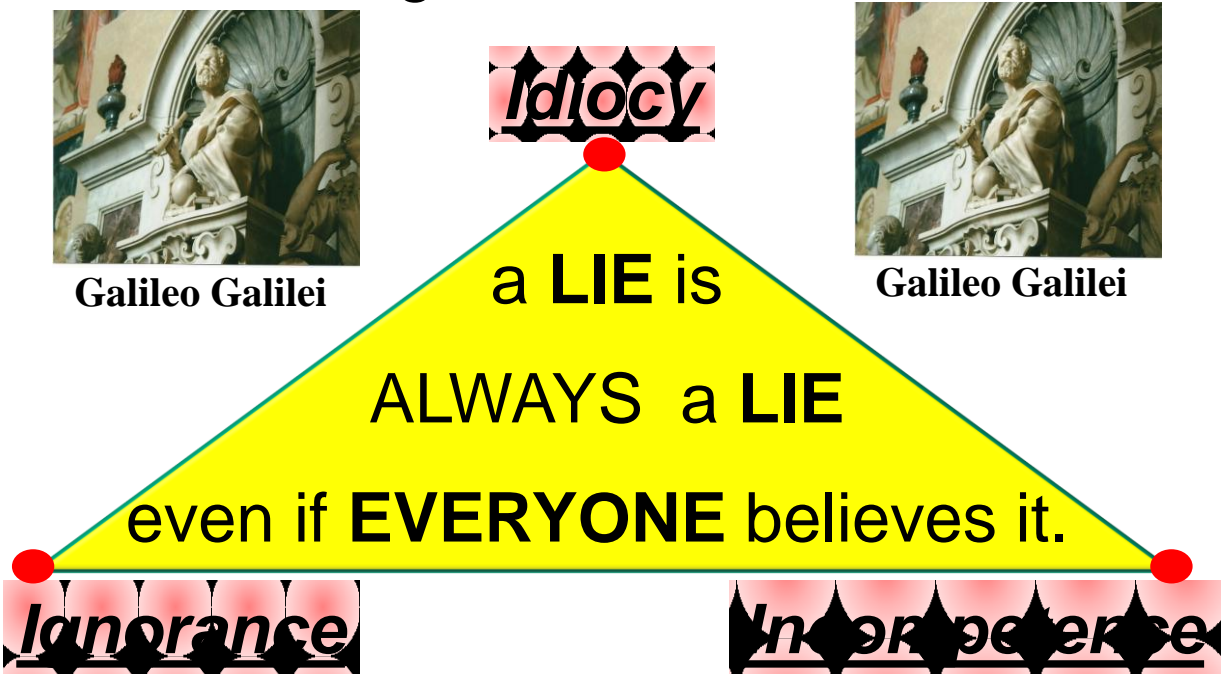 Idiocy
Galileo Galilei
Galileo Galilei
a LIE is
ALWAYS a LIE
even if EVERYONE believes it.
Ignorance
Incompetence